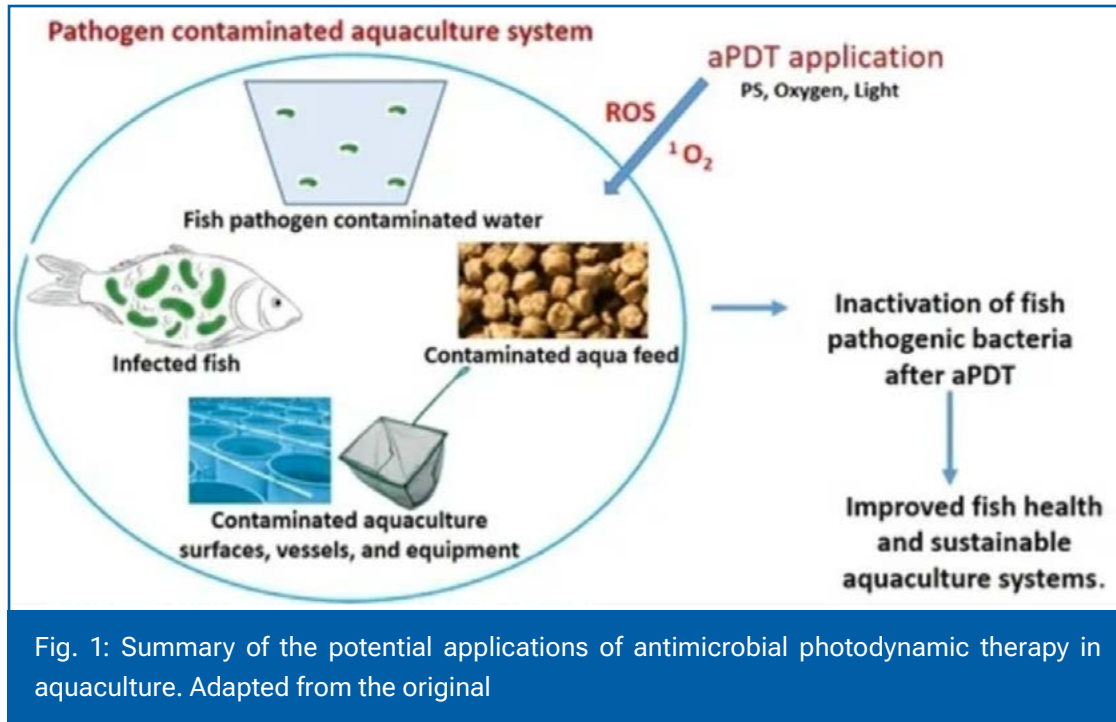 Pathogen contaminated aquaculture system
aPDT application
PS, Oxygen, Light
ROS
¹O₂
Fish pathogen contaminated water
Infected fish
Contaminated aqua feed
Contaminated aquaculture
surfaces, vessels, and equipment
Inactivation of fish
pathogenic bacteria
after aPDT
Improved fish health
and sustainable
aquaculture systems.
Fig. 1: Summary of the potential applications of antimicrobial photodynamic therapy in
aquaculture. Adapted from the original